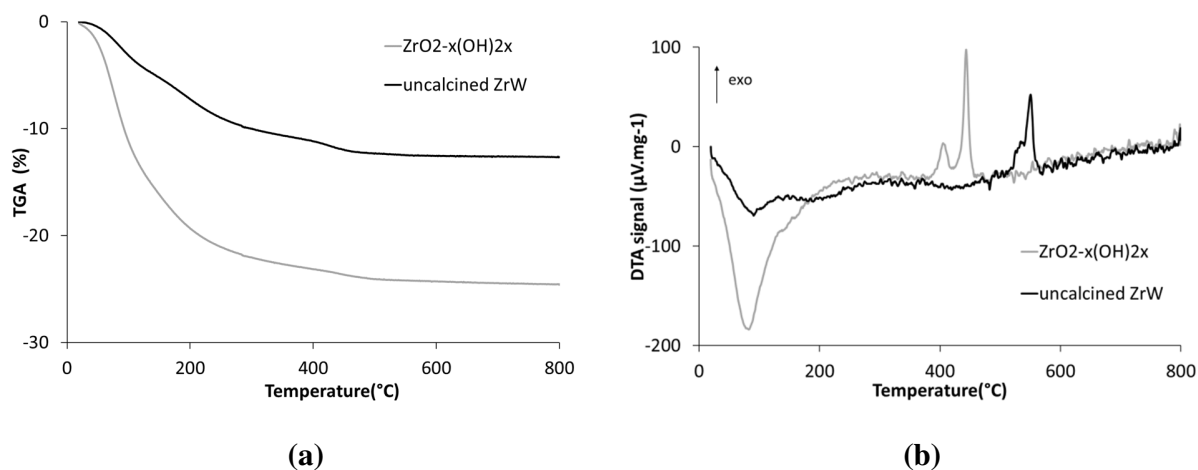 0
-10
-20
-30
TGA (%)
ZrO2-x(OH)2x
uncalcined ZrW
0 200 400 600 800
Temperature(°C)
(a)
100
0
-100
-200
DTA signal (µV.mg-1)
exo
ZrO2-x(OH)2x
uncalcined ZrW
0 200 400 600 800
Temperature(°C)
(b)